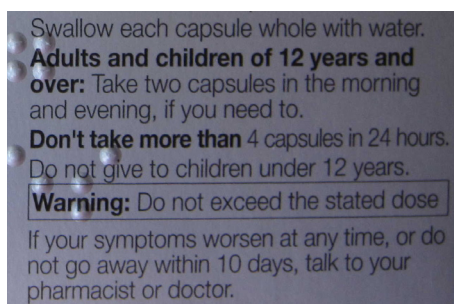 Swallow each capsule whole with water.
Adults and children of 12 years and
over: Take two capsules in the morning
and evening, if you need to.
Don't take more than 4 capsules in 24 hours.
Do not give to children under 12 years.
Warning: Do not exceed the stated dose
If your symptoms worsen at any time, or do
not go away within 10 days, talk to your
pharmacist or doctor.